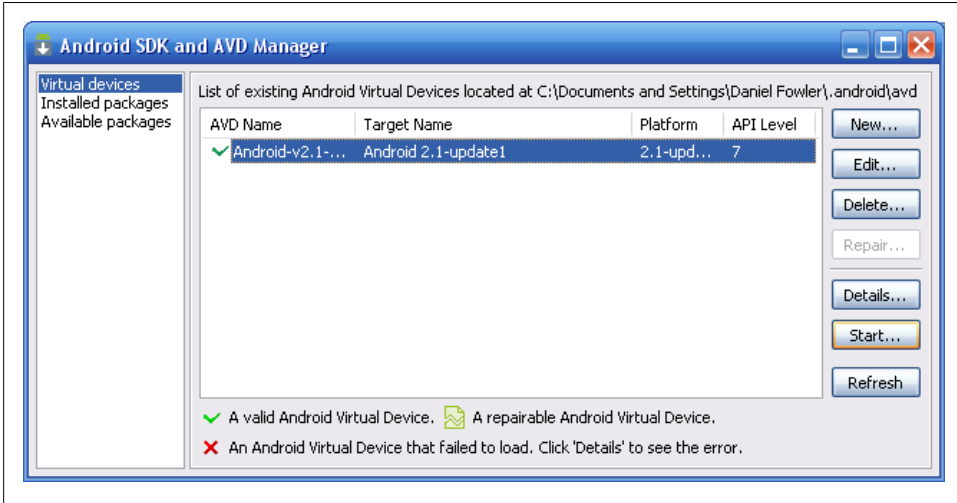 Android SDK and AVD Manager
Virtual devices
Installed packages
Available packages
List of existing Android Virtual Devices located at C:\Documents and Settings\Daniel Fowler\.android\avd
AVD Name Target Name Platform API Level
Android-v2.1-... Android 2.1-update1 2.1-upd... 7
New...
Edit...
Delete...
Repair...
Details...
Start...
Refresh
A valid Android Virtual Device. A repairable Android Virtual Device.
An Android Virtual Device that failed to load. Click 'Details' to see the error.